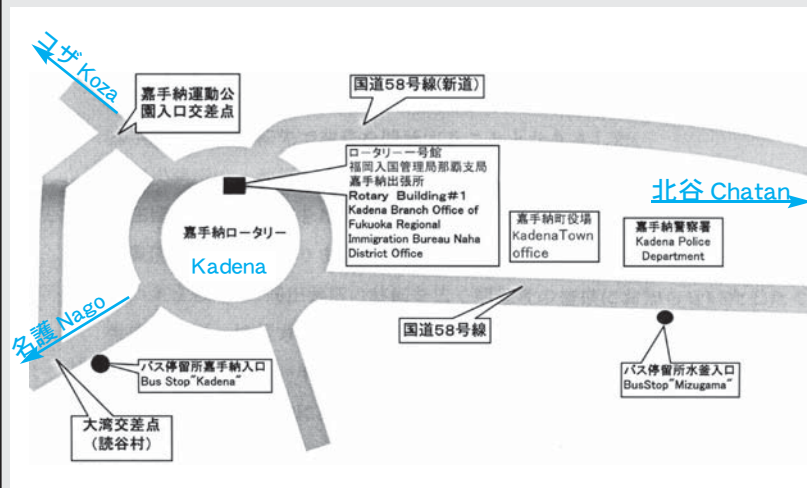 コザ Koza
嘉手納運動公
園入口交差点
国道58号線(新道)
ロータリー一号館
福岡入国管理局那覇支局
嘉手納出張所
Rotary Building#1
Kadena Branch Office of
Fukuoka Regional
Immigration Bureau Naha
District Office
北谷 Chatan
嘉手納町役場
KadenaTown
office
嘉手納警察署
Kadena Police
Department
嘉手納ロータリー
Kadena
名護 Nago
国道58号線
バス停留所嘉手納入口
Bus Stop"Kadena"
バス停留所水釜入口
BusStop "Mizugama"
大湾交差点
(読谷村)